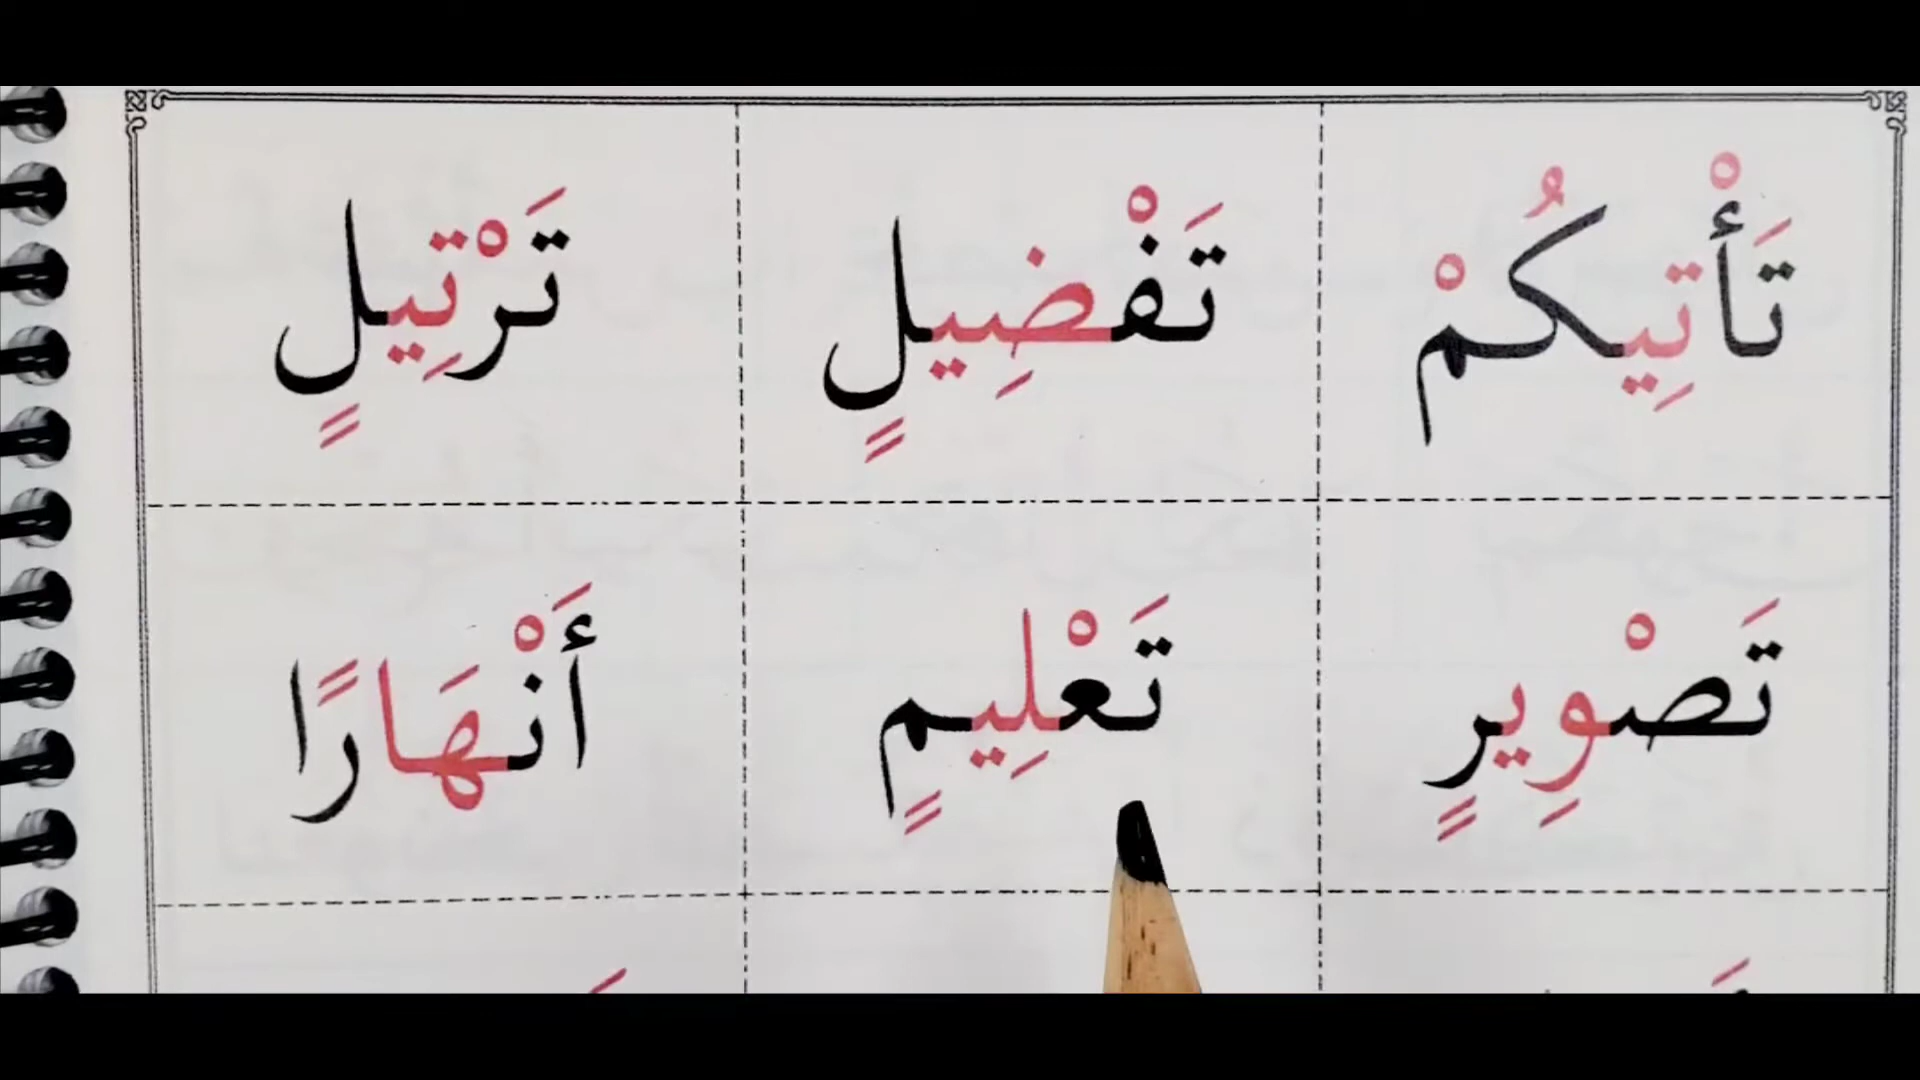 تَأْتِيكُمْ تَفْضِيلٍ تَرْتِيلٍ
تَصْوِيرٍ تَعْلِيمٍ أَنْهَارًا